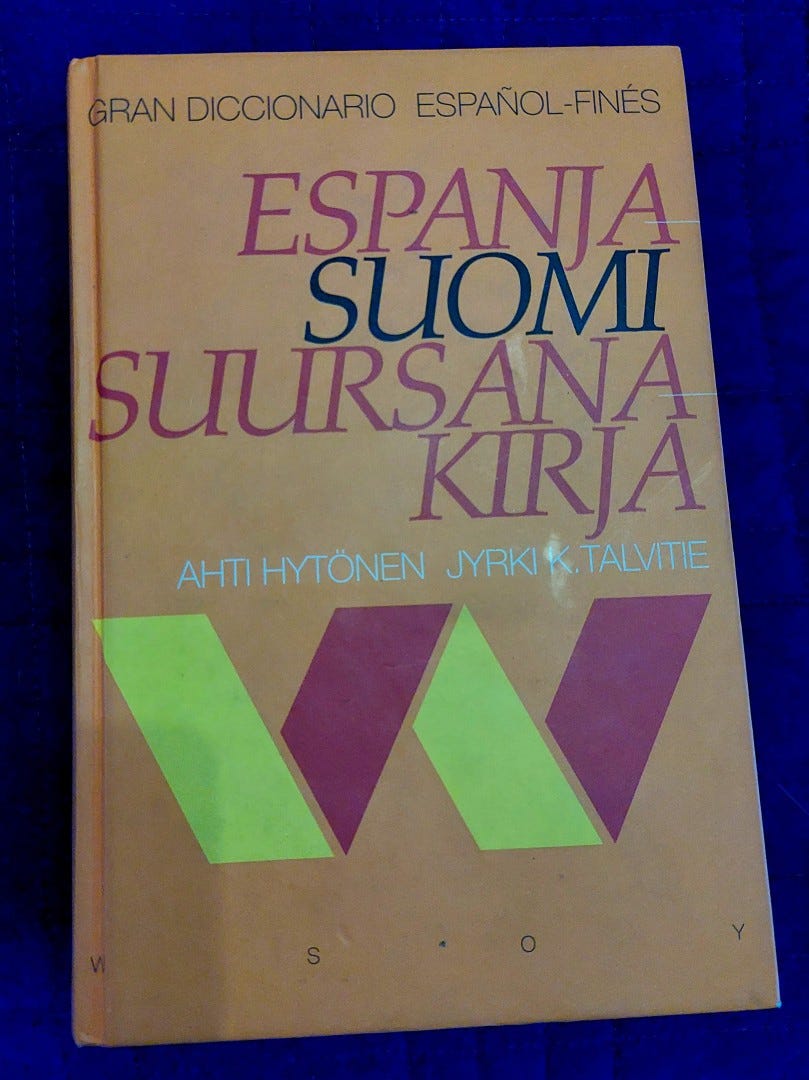 GRAN DICCIONARIO ESPAÑOL-FINÉS
ESPANJA
SUOMI
SUURSANA
KIRJA
AHTI HYTÖNEN JYRKI K. TALVITIE
W S O Y